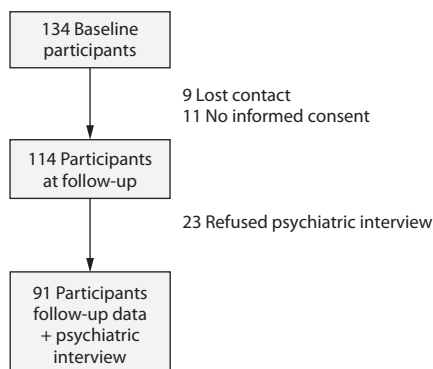 134 Baseline
participants
9 Lost contact
11 No informed consent
114 Participants
at follow-up
23 Refused psychiatric interview
91 Participants
follow-up data
+ psychiatric
interview